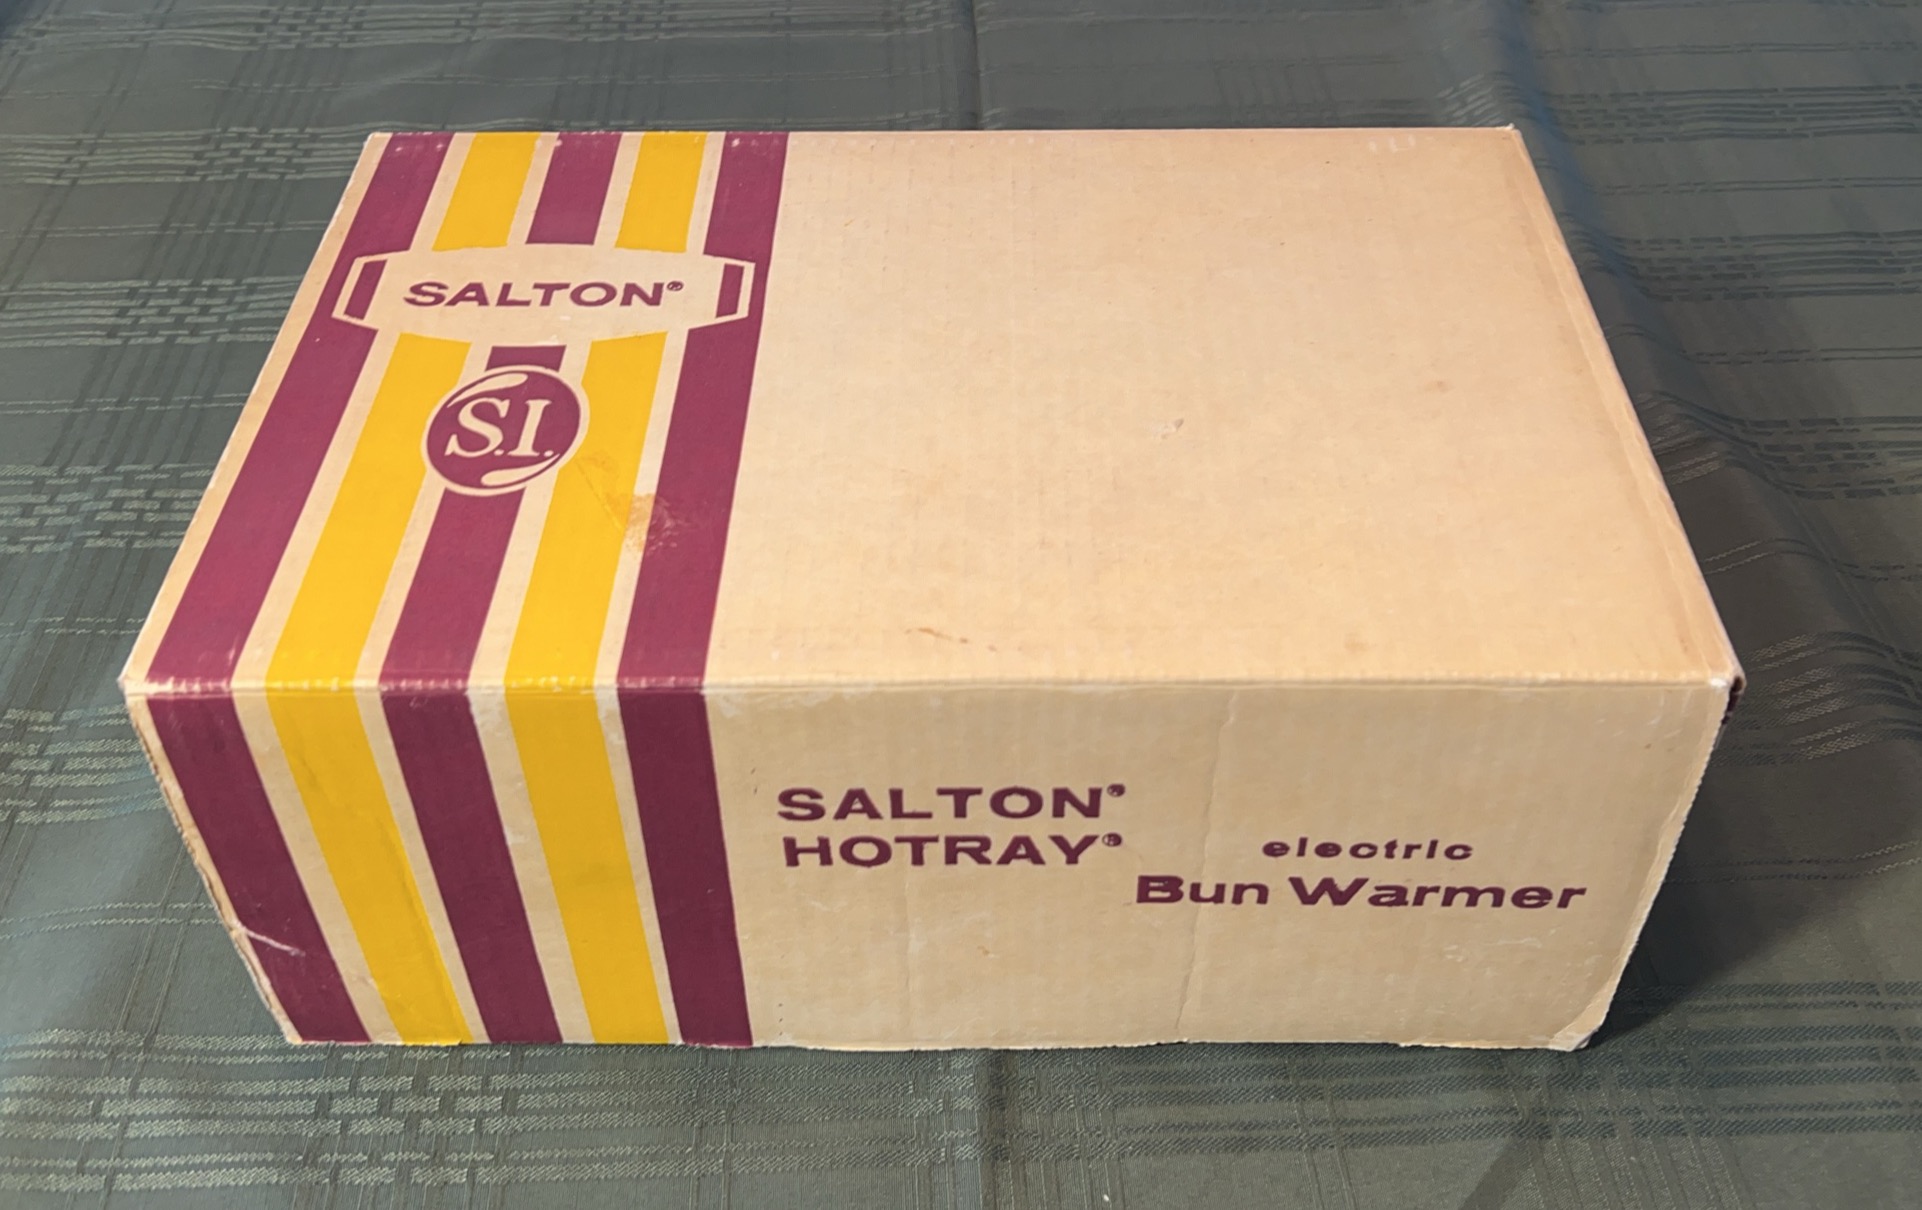 SALTON®
S.I.
SALTON®
HOTRAY®
electric
Bun Warmer